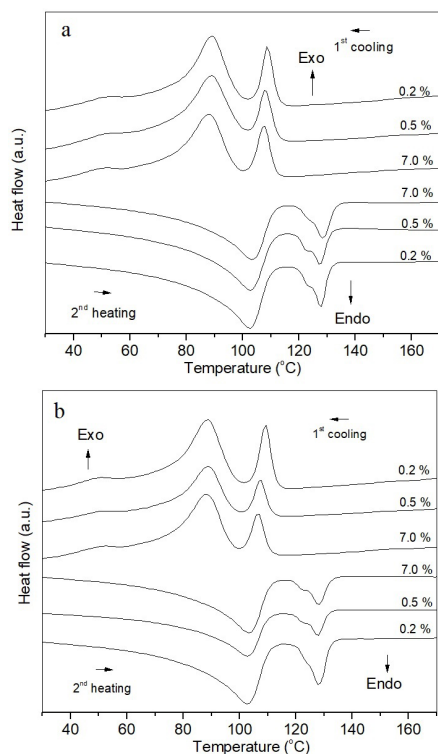 a
1st cooling
Exo
0.2 %
0.5 %
7.0 %
7.0 %
0.5 %
0.2 %
2nd heating
Endo
Heat flow (a.u.)
40 60 80 100 120 140 160
Temperature (°C)
b
Exo
1st cooling
0.2 %
0.5 %
7.0 %
7.0 %
0.5 %
0.2 %
2nd heating
Endo
Heat flow (a.u.)
40 60 80 100 120 140 160
Temperature (°C)